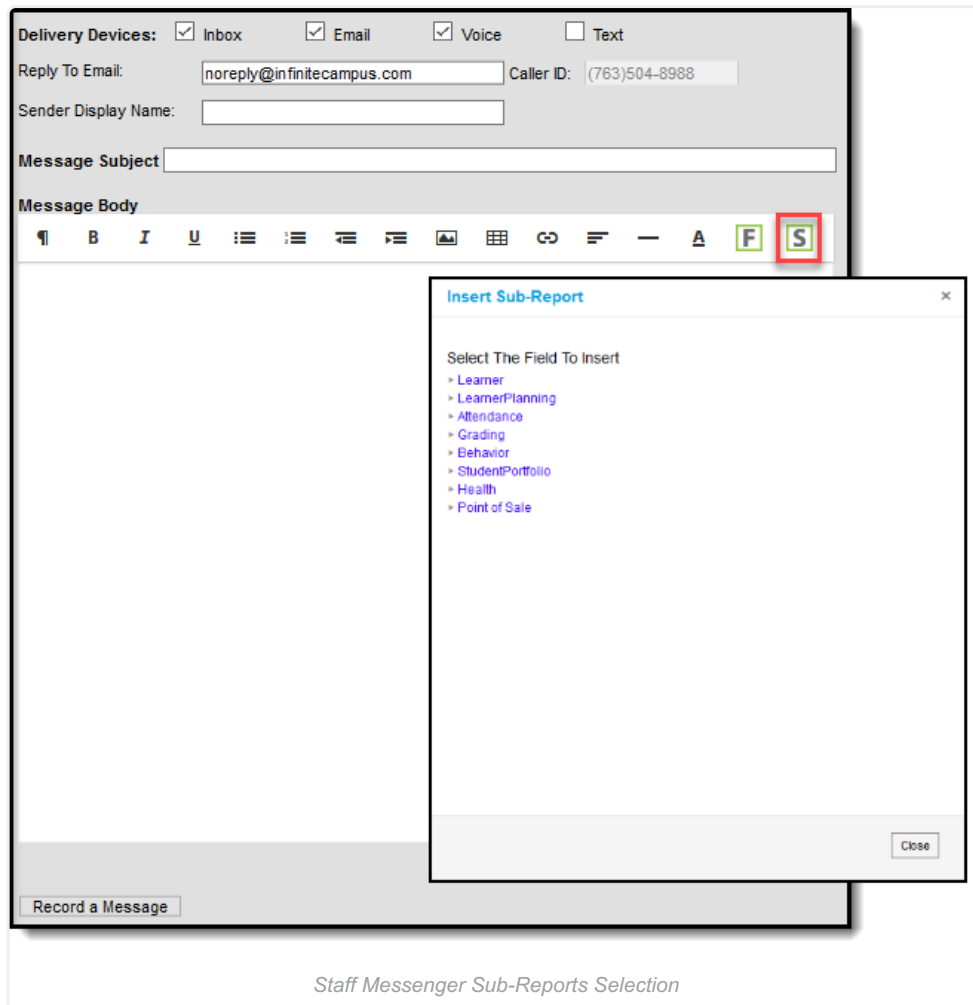 Delivery Devices: Inbox Email Voice Text
Reply To Email: noreply@infinitecampus.com Caller ID: (763)504-8988
Sender Display Name:
Message Subject
Message Body
¶ B I U A F S
Insert Sub-Report ×
Select The Field To Insert
Learner
LearnerPlanning
Attendance
Grading
Behavior
StudentPortfolio
Health
Point of Sale
Close
Record a Message
Staff Messenger Sub-Reports Selection